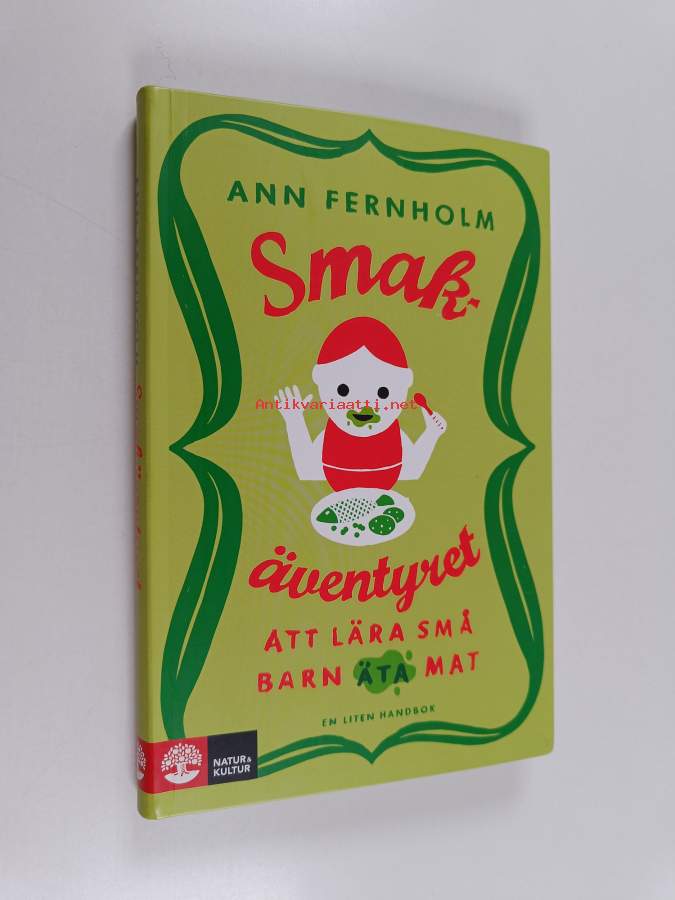 ANN FERNHOLM
Smak-
Antikvariaatti.net
äventyret
ATT LÄRA SMÅ
BARN ÄTA MAT
EN LITEN HANDBOK
NATUR&
KULTUR